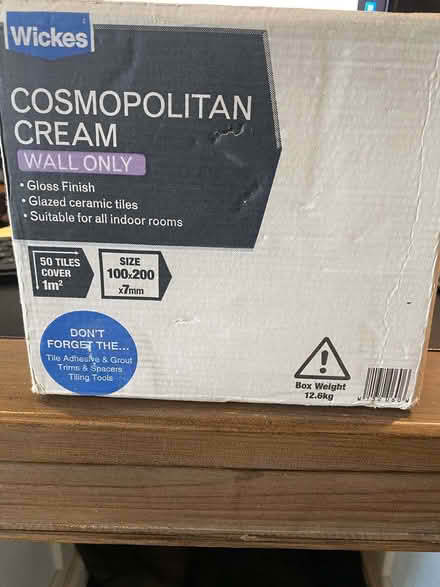 Wickes
COSMOPOLITAN
CREAM
WALL ONLY
• Gloss Finish
• Glazed ceramic tiles
• Suitable for all indoor rooms
50 TILES
COVER
1m²
SIZE
100x200
x7mm
DON'T
FORGET THE...
Tile Adhesive & Grout
Trims & Spacers
Tiling Tools
Box Weight
12.6kg